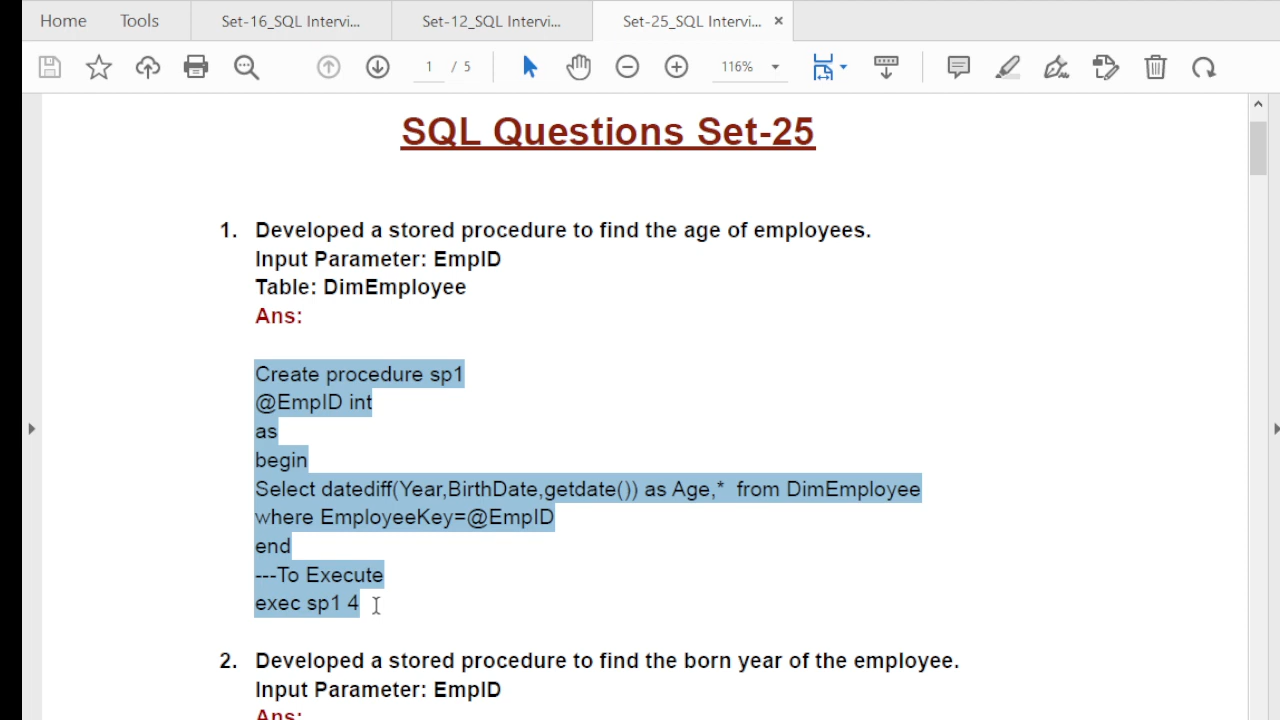 Home Tools Set-16_SQL Intervi... Set-12_SQL Intervi... Set-25_SQL Intervi... ×
1 / 5 116%
SQL Questions Set-25
1. Developed a stored procedure to find the age of employees.
Input Parameter: EmpID
Table: DimEmployee
Ans:
Create procedure sp1
@EmpID int
as
begin
Select datediff(Year,BirthDate,getdate()) as Age,* from DimEmployee
where EmployeeKey=@EmpID
end
---To Execute
exec sp1 4
2. Developed a stored procedure to find the born year of the employee.
Input Parameter: EmpID
Ans: